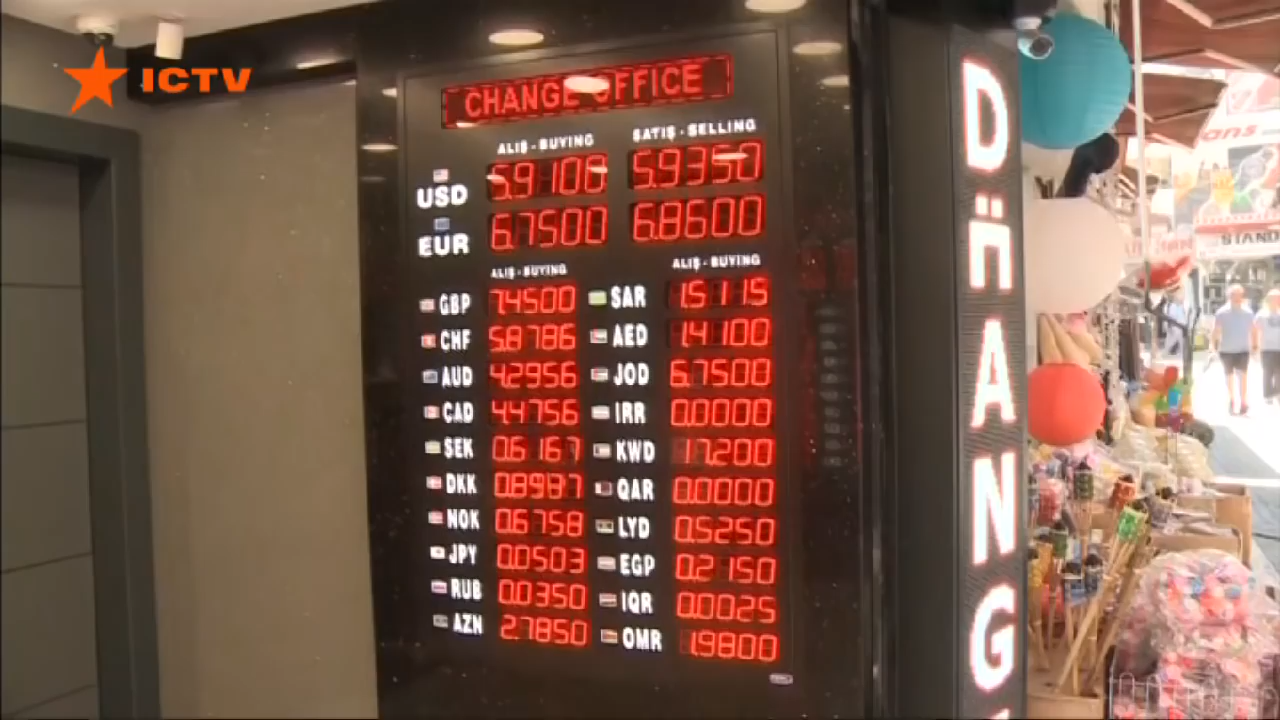 ICTV
CHANGE OFFICE
ALIŞ - BUYING SATIŞ - SELLING
USD 5.9100 5.9350
EUR 6.7500 6.8600
ALIŞ - BUYING ALIŞ - BUYING
GBP 7.4500 SAR 1.5115
CHF 5.8786 AED 1.4100
AUD 4.2956 JOD 6.7500
CAD 4.4756 IRR 0.0000
SEK 0.6167 KWD 17.200
DKK 0.8987 QAR 0.0000
NOK 0.6758 LYD 0.5250
JPY 0.0503 EGP 0.2150
RUB 0.0350 IQR 0.0025
AZN 2.7850 OMR 1.9800
DÖ
STAND